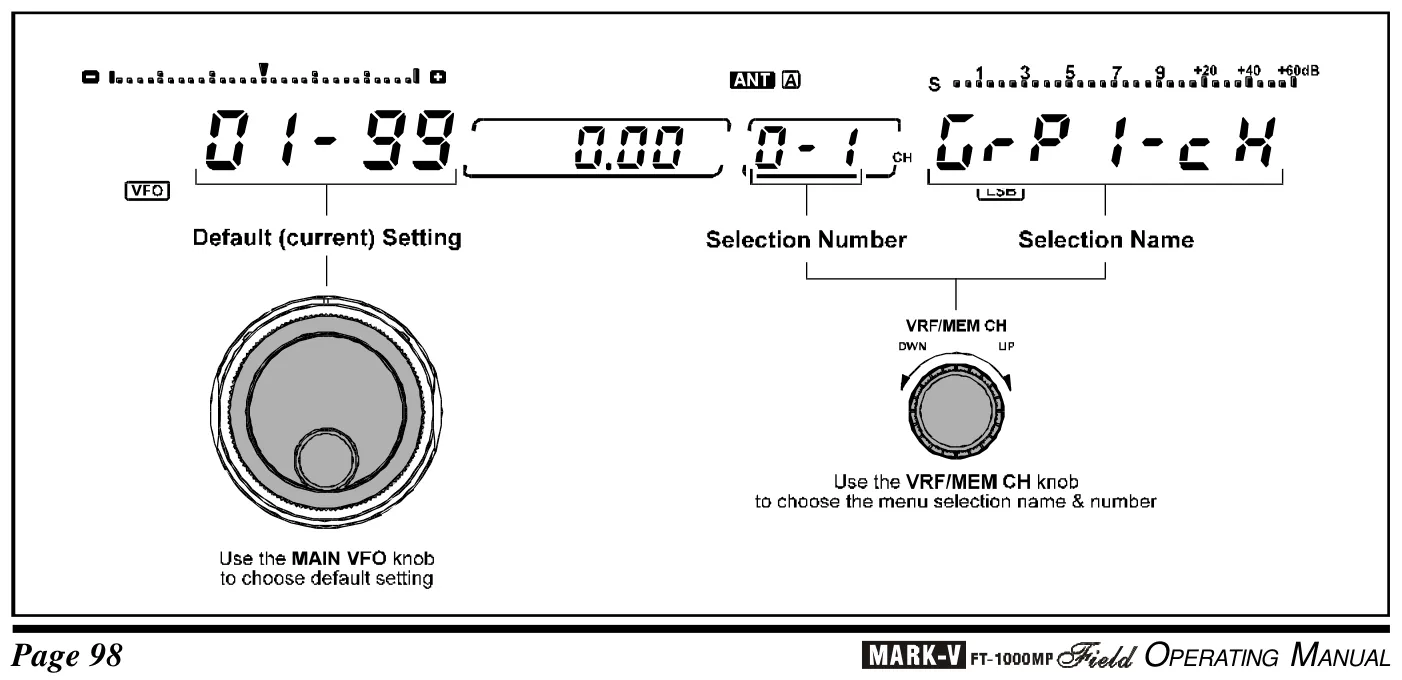 ANT A
S 1 3 5 7 9 +20 +40 +60dB
01-99 0.00 0-1 CH GrP1-cH
VFO LSB
Default (current) Setting Selection Number Selection Name
VRF/MEM CH
DWN UP
Use the VRF/MEM CH knob
to choose the menu selection name & number
Use the MAIN VFO knob
to choose default setting
Page 98 MARK-V FT-1000MP Field OPERATING MANUAL